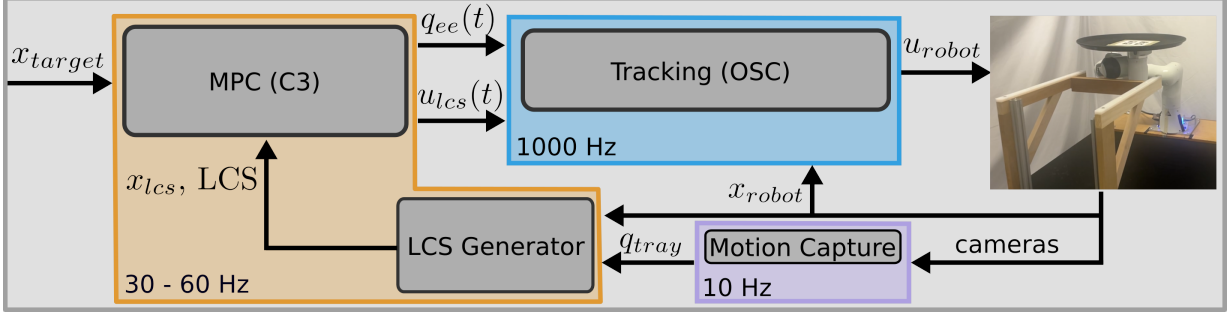 x_target
MPC (C3)
q_ee(t)
u_lcs(t)
Tracking (OSC)
1000 Hz
u_robot
x_lcs, LCS
LCS Generator
30 - 60 Hz
x_robot
q_tray
Motion Capture
10 Hz
cameras